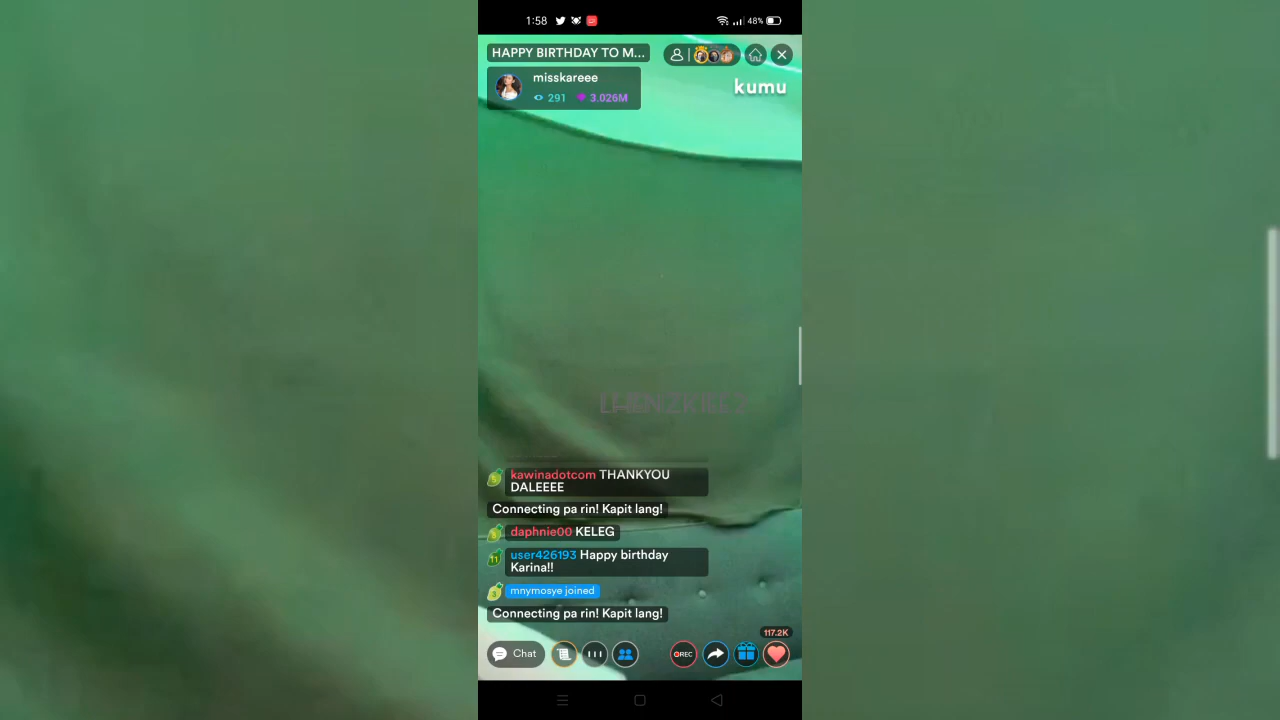 1:58
48%
HAPPY BIRTHDAY TO M...
misskareee
291 3.026M
kumu
kawinadotcom THANKYOU
DALEEEE
Connecting pa rin! Kapit lang!
daphnie00 KELEG
11 user426193 Happy birthday
Karina!!
mnymosye joined
Connecting pa rin! Kapit lang!
117.2K
Chat
REC